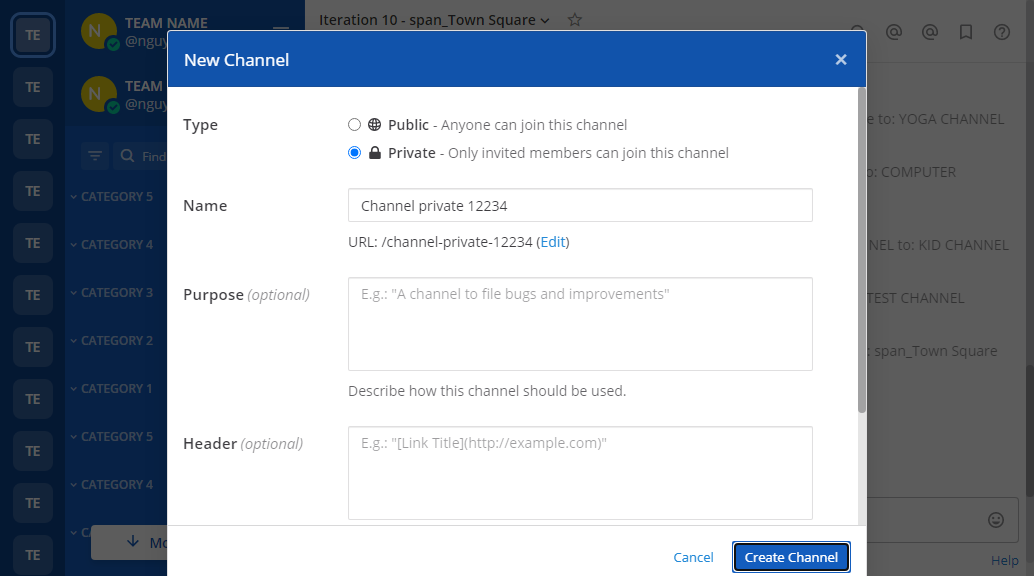 TE
TE
TE
TE
TE
TE
TE
TE
TE
TE
TE
N
TEAM NAME
@nguy
N
TEAM
@nguy
Find
CATEGORY 5
CATEGORY 4
CATEGORY 3
CATEGORY 2
CATEGORY 1
CATEGORY 5
CATEGORY 4
Iteration 10 - span_Town Square
New Channel
Type
Public - Anyone can join this channel
Private - Only invited members can join this channel
Name
Channel private 12234
URL: /channel-private-12234 (Edit)
Purpose (optional)
E.g.: "A channel to file bugs and improvements"
Describe how this channel should be used.
Header (optional)
E.g.: "[Link Title](http://example.com)"
Cancel
Create Channel
e to: YOGA CHANNEL
o: COMPUTER
NEL to: KID CHANNEL
TEST CHANNEL
: span_Town Square
Help